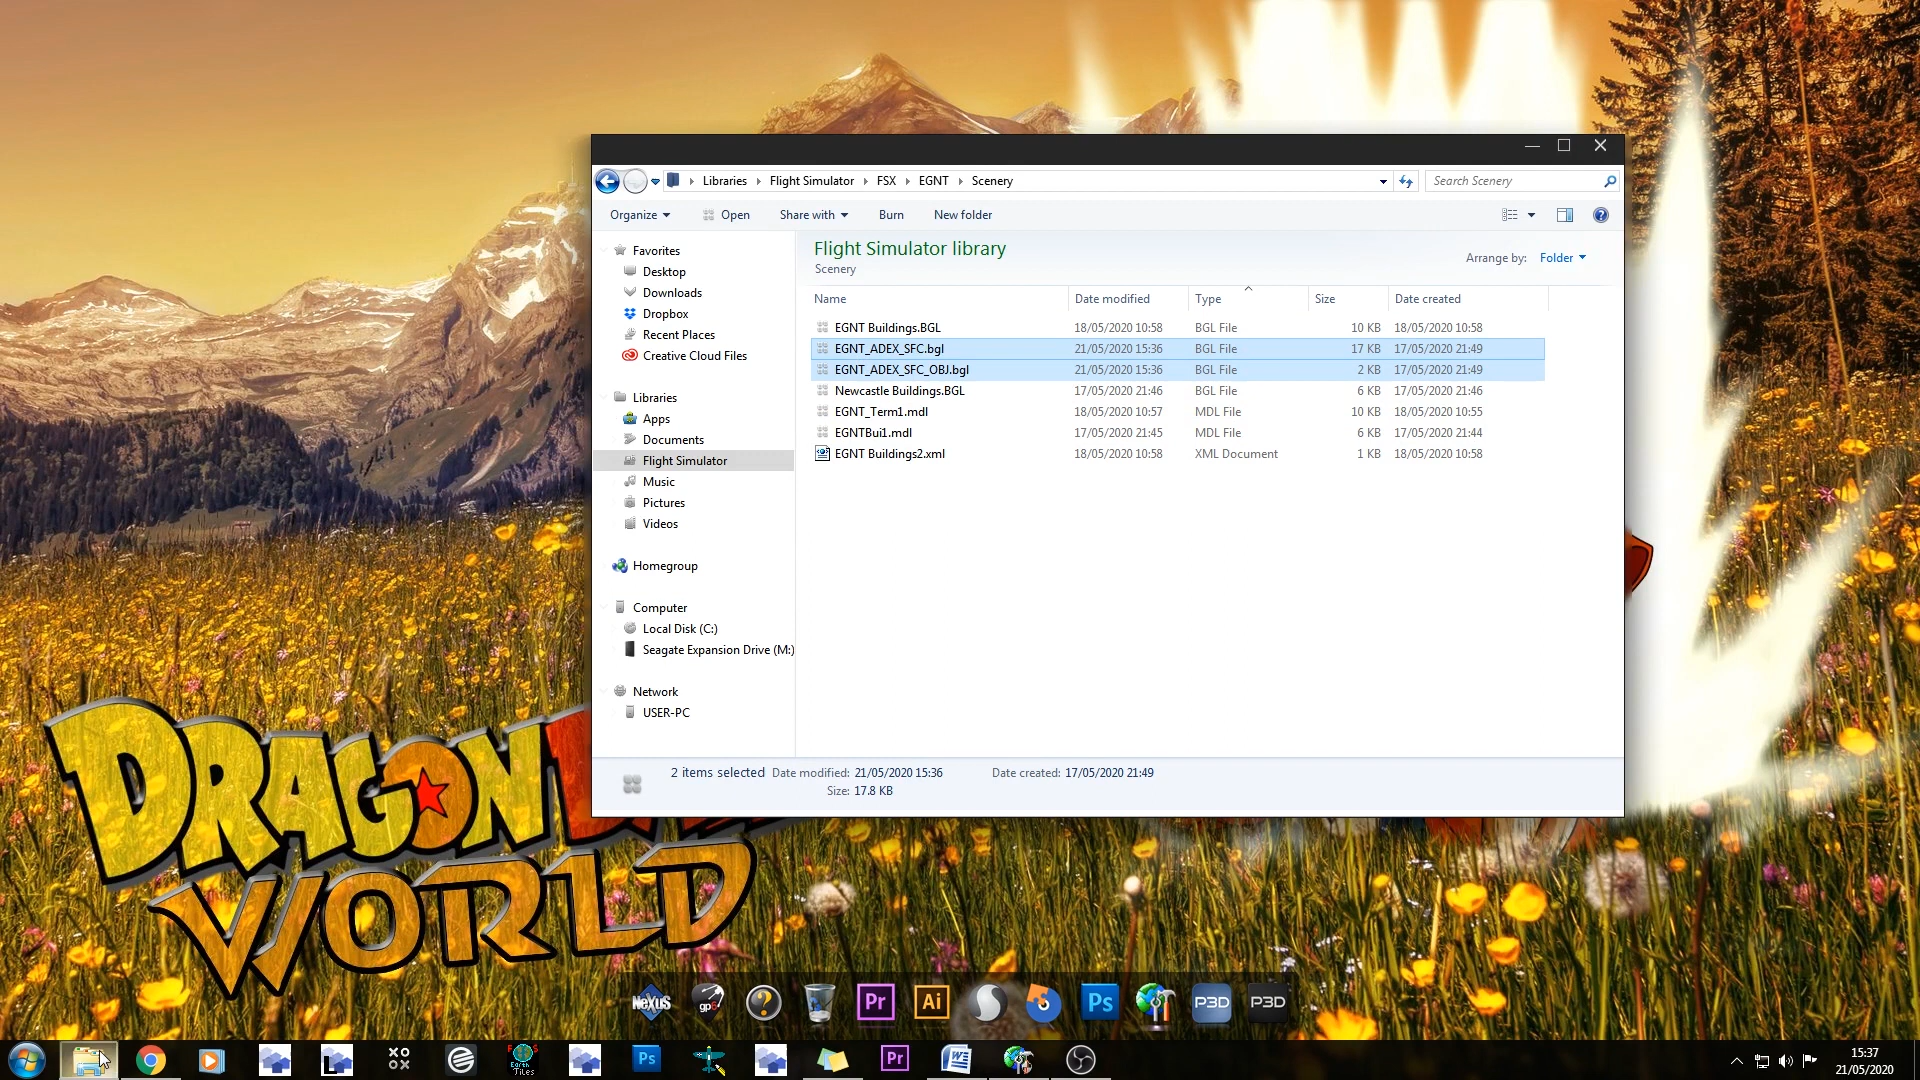 Libraries Flight Simulator FSX EGNT Scenery
Search Scenery
Organize Open Share with Burn New folder
Favorites
Desktop
Downloads
Dropbox
Recent Places
Creative Cloud Files
Libraries
Apps
Documents
Flight Simulator
Music
Pictures
Videos
Homegroup
Computer
Local Disk (C:)
Seagate Expansion Drive (M:)
Network
USER-PC
Flight Simulator library
Scenery
Arrange by: Folder
Name Date modified Type Size Date created
EGNT Buildings.BGL 18/05/2020 10:58 BGL File 10 KB 18/05/2020 10:58
EGNT_ADEX_SFC.bgl 21/05/2020 15:36 BGL File 17 KB 17/05/2020 21:49
EGNT_ADEX_SFC_OBJ.bgl 21/05/2020 15:36 BGL File 2 KB 17/05/2020 21:49
Newcastle Buildings.BGL 17/05/2020 21:46 BGL File 6 KB 17/05/2020 21:46
EGNT_Term1.mdl 18/05/2020 10:57 MDL File 10 KB 18/05/2020 10:55
EGNTBui1.mdl 17/05/2020 21:45 MDL File 6 KB 17/05/2020 21:44
EGNT Buildings2.xml 18/05/2020 10:58 XML Document 1 KB 18/05/2020 10:58
2 items selected Date modified: 21/05/2020 15:36 Date created: 17/05/2020 21:49
Size: 17.8 KB
DRAGON
WORLD
NEXUS gp6 ? Pr Ai Ps P3D P3D
L XO OX FS Earth Tiles Ps Pr W
15:37
21/05/2020